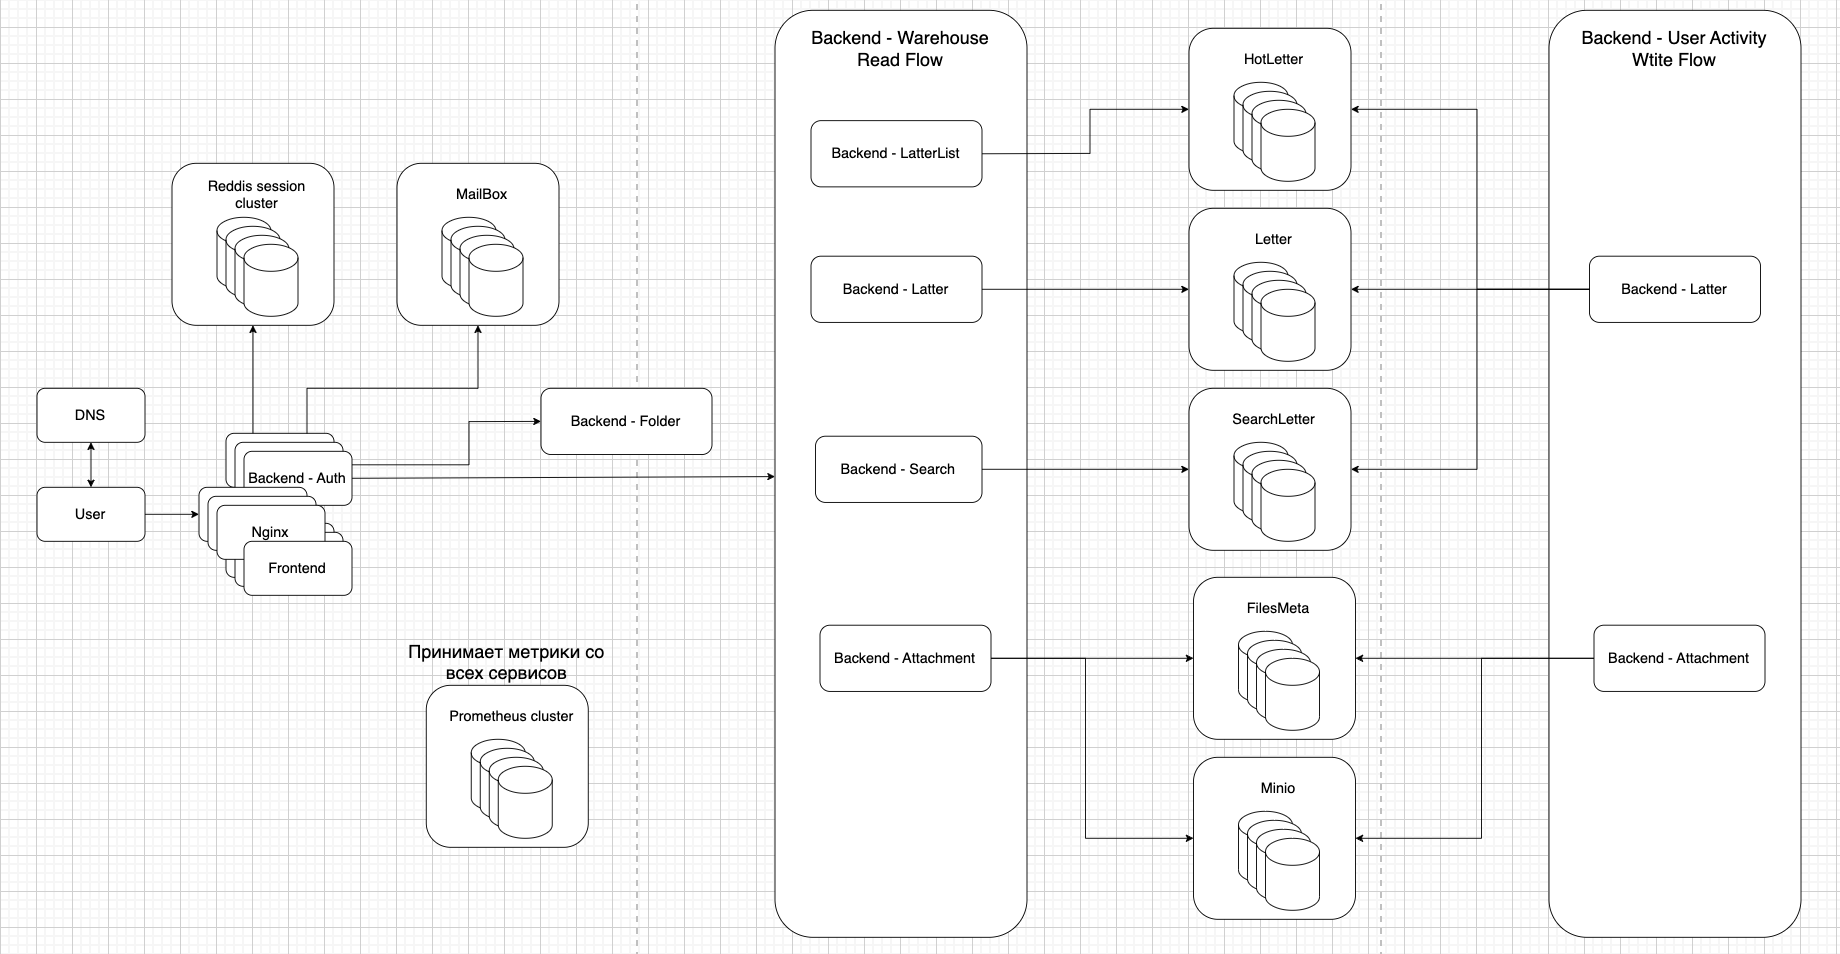 Reddis session
cluster
MailBox
DNS
User
Backend - Auth
Nginx
Frontend
Backend - Folder
Принимает метрики со
всех сервисов
Prometheus cluster
Backend - Warehouse
Read Flow
Backend - LatterList
Backend - Latter
Backend - Search
Backend - Attachment
HotLetter
Letter
SearchLetter
FilesMeta
Minio
Backend - User Activity
Wtite Flow
Backend - Latter
Backend - Attachment